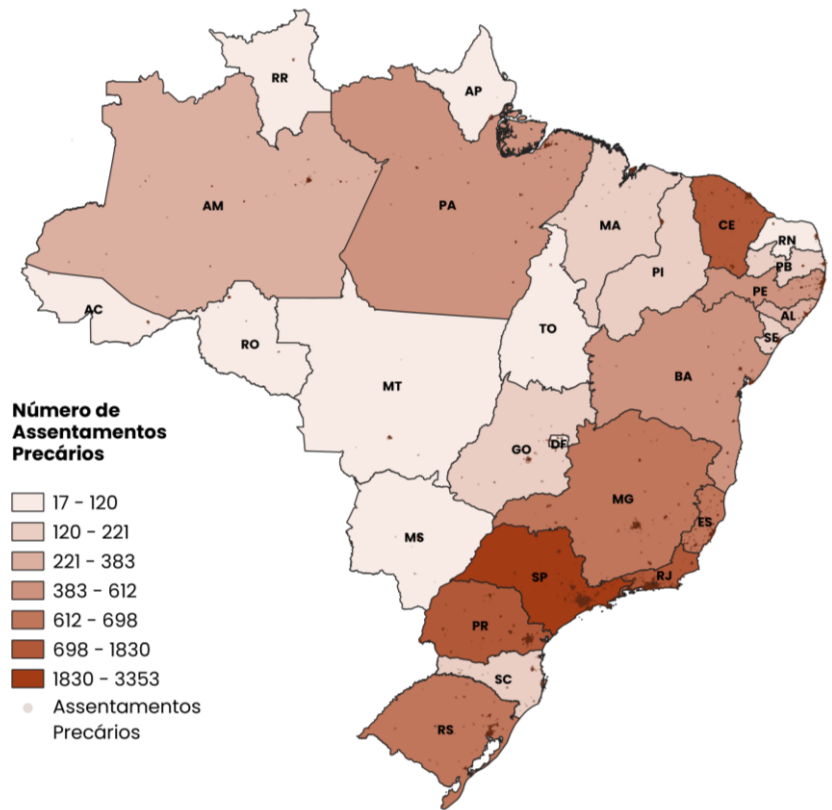 RR
AP
AM
PA
MA
CE
RN
PB
PI
PE
AL
SE
AC
RO
TO
MT
BA
GO
DF
MG
ES
MS
SP
RJ
PR
SC
RS
Número de
Assentamentos
Precários
17 - 120
120 - 221
221 - 383
383 - 612
612 - 698
698 - 1830
1830 - 3353
Assentamentos
Precários